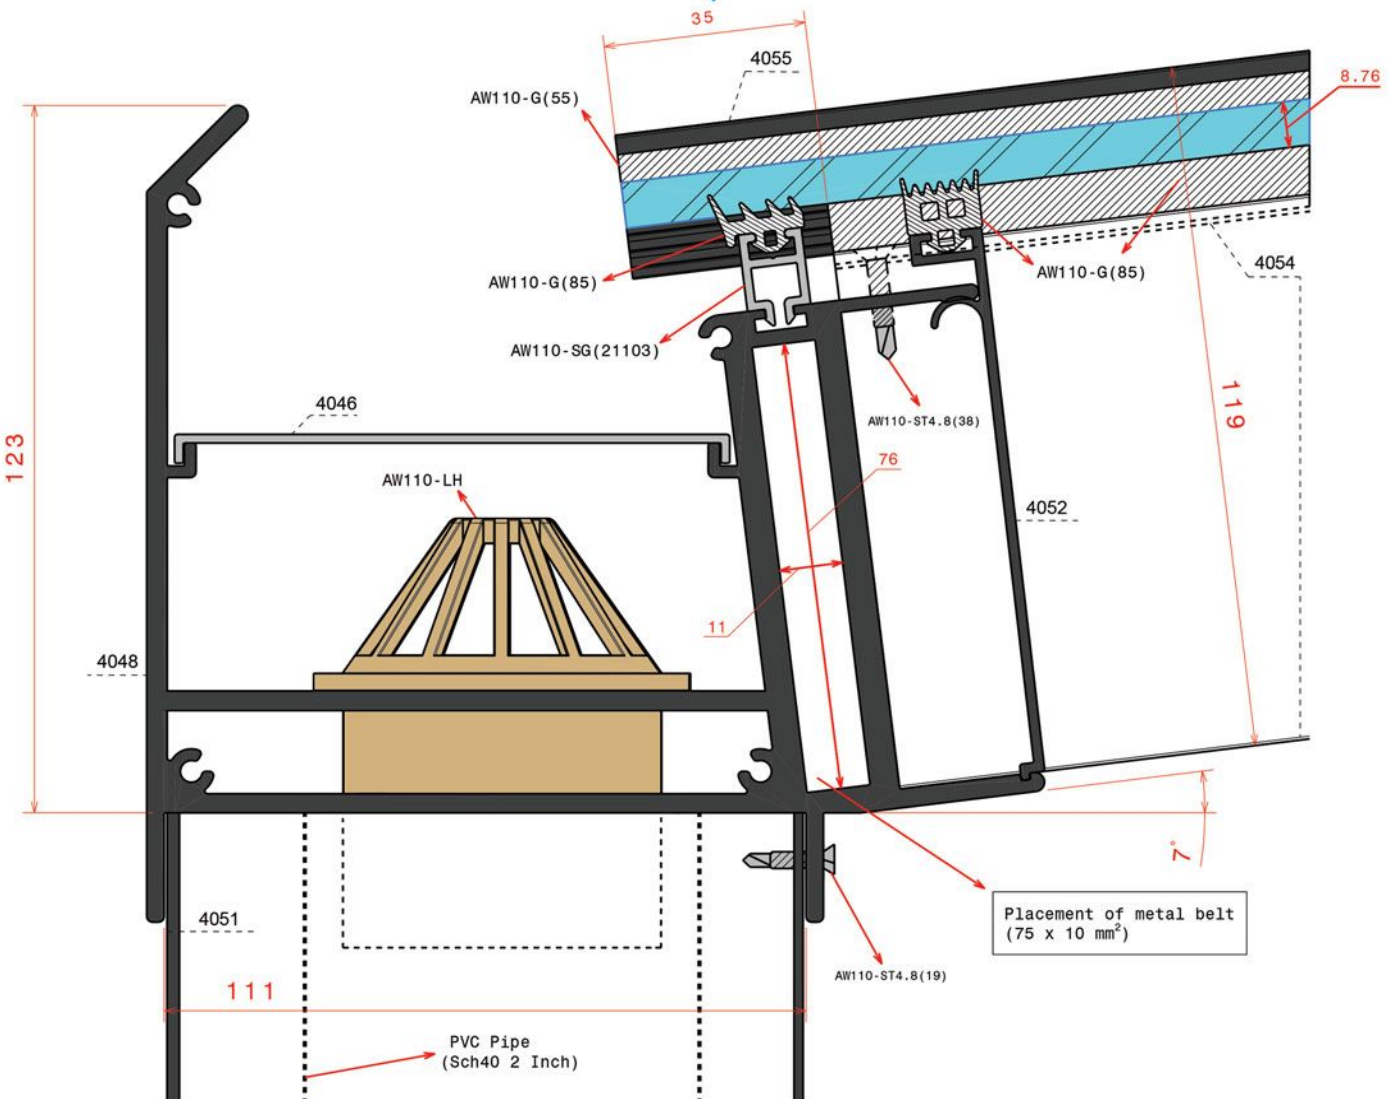 35
4055
8.76
AW110-G(55)
AW110-G(85)
AW110-G(85)
4054
AW110-SG(21103)
4046
AW110-ST4.8(38)
119
123
76
AW110-LH
4052
11
4048
7°
4051
Placement of metal belt
(75 x 10 mm²)
AW110-ST4.8(19)
111
PVC Pipe
(Sch40 2 Inch)